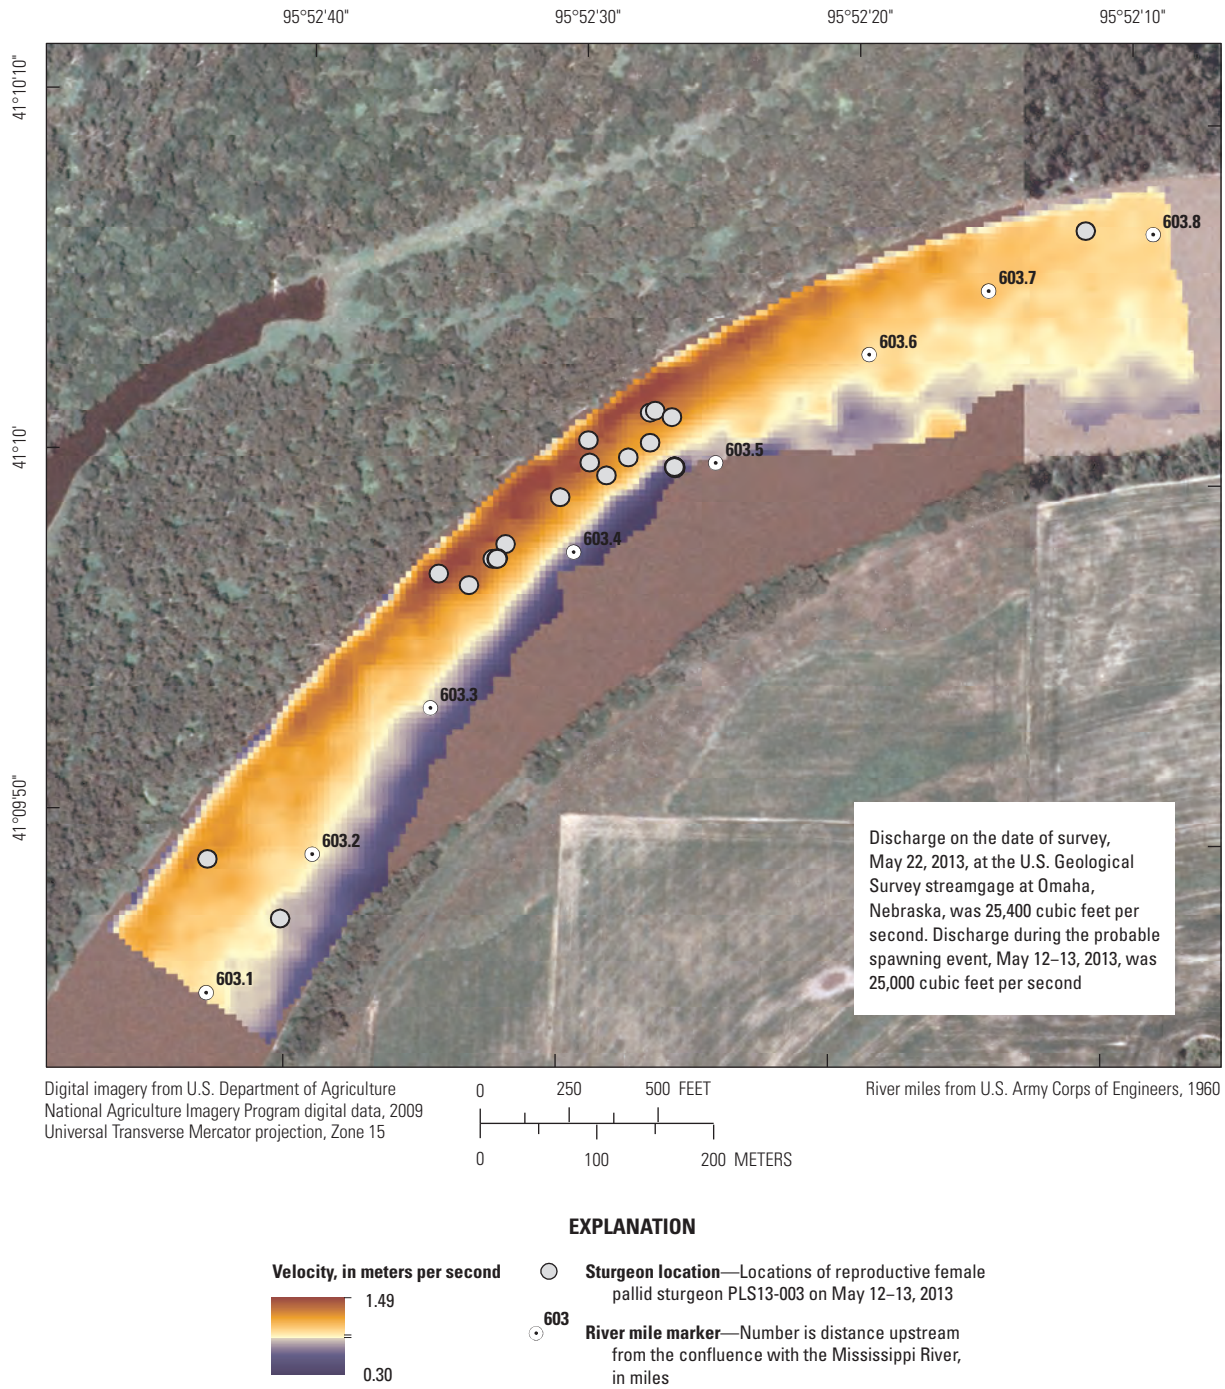 95°52'40"
95°52'30"
95°52'20"
95°52'10"
41°10'10"
41°10'
41°09'50"
603.8
603.7
603.6
603.5
603.4
603.3
603.2
603.1
Discharge on the date of survey,
May 22, 2013, at the U.S. Geological
Survey streamgage at Omaha,
Nebraska, was 25,400 cubic feet per
second. Discharge during the probable
spawning event, May 12–13, 2013, was
25,000 cubic feet per second
Digital imagery from U.S. Department of Agriculture
National Agriculture Imagery Program digital data, 2009
Universal Transverse Mercator projection, Zone 15
0 250 500 FEET
0 100 200 METERS
River miles from U.S. Army Corps of Engineers, 1960
EXPLANATION
Velocity, in meters per second
1.49
0.30
Sturgeon location—Locations of reproductive female
pallid sturgeon PLS13-003 on May 12–13, 2013
603
River mile marker—Number is distance upstream
from the confluence with the Mississippi River,
in miles